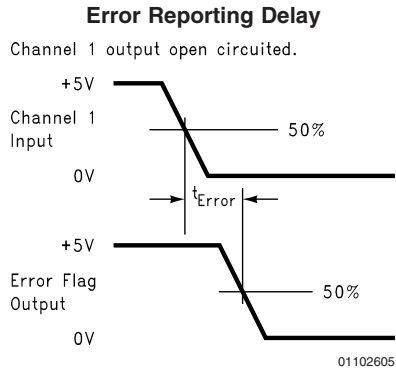 Error Reporting Delay
Channel 1 output open circuited.
+5V
Channel 1
Input
50%
0V
tError
+5V
Error Flag
Output
50%
0V
01102605